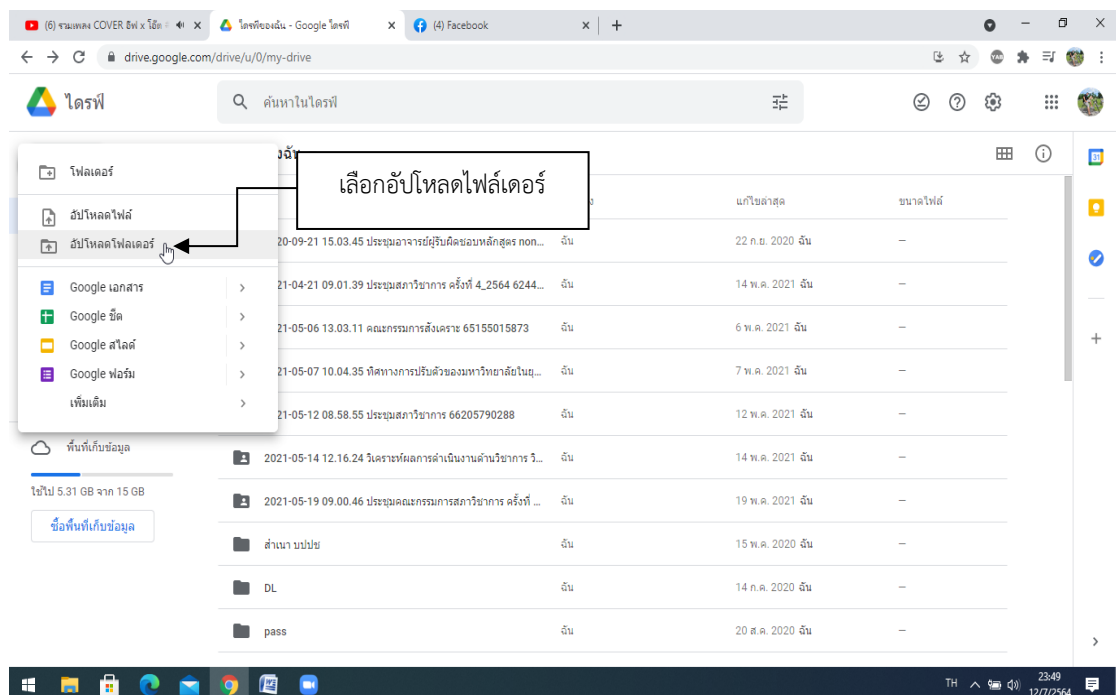 (6) รวมเพลง COVER อีฟ x โอ๊ต
ไดรฟ์ของฉัน - Google ไดรฟ์
(4) Facebook
drive.google.com/drive/u/0/my-drive
YAB
ไดรฟ์
ค้นหาในไดรฟ์
โฟลเดอร์
อัปโหลดไฟล์
อัปโหลดโฟลเดอร์
Google เอกสาร
Google ชีต
Google สไลด์
Google ฟอร์ม
เพิ่มเติม
เลือกอัปโหลดไฟล์เดอร์
แก้ไขล่าสุด
ขนาดไฟล์
20-09-21 15.03.45 ประชุมอาจารย์ผู้รับผิดชอบหลักสูตร non... ฉัน 22 ก.ย. 2020 ฉัน –
21-04-21 09.01.39 ประชุมสภาวิชาการ ครั้งที่ 4_2564 6244... ฉัน 14 พ.ค. 2021 ฉัน –
21-05-06 13.03.11 คณะกรรมการสังเคราะ 65155015873 ฉัน 6 พ.ค. 2021 ฉัน –
21-05-07 10.04.35 ทิศทางการปรับตัวของมหาวิทยาลัยในยุ... ฉัน 7 พ.ค. 2021 ฉัน –
21-05-12 08.58.55 ประชุมสภาวิชาการ 66205790288 ฉัน 12 พ.ค. 2021 ฉัน –
2021-05-14 12.16.24 วิเคราะห์ผลการดำเนินงานด้านวิชาการ ว... ฉัน 14 พ.ค. 2021 ฉัน –
2021-05-19 09.00.46 ประชุมคณะกรรมการสภาวิชาการ ครั้งที่ ... ฉัน 19 พ.ค. 2021 ฉัน –
สำเนา บปปช ฉัน 15 พ.ค. 2020 ฉัน –
DL ฉัน 14 ก.ค. 2020 ฉัน –
pass ฉัน 20 ส.ค. 2020 ฉัน –
พื้นที่เก็บข้อมูล
ใช้ไป 5.31 GB จาก 15 GB
ซื้อพื้นที่เก็บข้อมูล
31
TH
23:49
12/7/2564